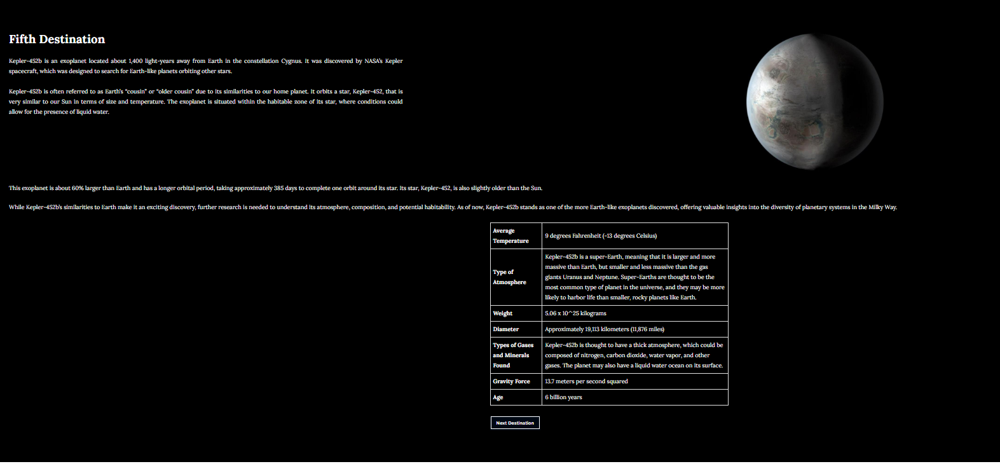 Fifth Destination
Kepler-452b is an exoplanet located about 1,400 light-years away from Earth in the constellation Cygnus. It was discovered by NASA's Kepler
spacecraft, which was designed to search for Earth-like planets orbiting other stars.
Kepler-452b is often referred to as Earth's "cousin" or "older cousin" due to its similarities to our home planet. It orbits a star, Kepler-452, that is
very similar to our Sun in terms of size and temperature. The exoplanet is situated within the habitable zone of its star, where conditions could
allow for the presence of liquid water.
This exoplanet is about 60% larger than Earth and has a longer orbital period, taking approximately 385 days to complete one orbit around its star. Its star, Kepler-452, is also slightly older than the Sun.
While Kepler-452b's similarities to Earth make it an exciting discovery, further research is needed to understand its atmosphere, composition, and potential habitability. As of now, Kepler-452b stands as one of the more Earth-like exoplanets discovered, offering valuable insights into the diversity of planetary systems in the Milky Way.
Average
Temperature
9 degrees Fahrenheit (-13 degrees Celsius)
Type of
Atmosphere
Kepler-452b is a super-Earth, meaning that it is larger and more
massive than Earth, but smaller and less massive than the gas
giants Uranus and Neptune. Super-Earths are thought to be the
most common type of planet in the universe, and they may be more
likely to harbor life than smaller, rocky planets like Earth.
Weight
5.06 x 10^25 kilograms
Diameter
Approximately 19,113 kilometers (11,876 miles)
Types of Gases
and Minerals
Found
Kepler-452b is thought to have a thick atmosphere, which could be
composed of nitrogen, carbon dioxide, water vapor, and other
gases. The planet may also have a liquid water ocean on its surface.
Gravity Force
13.7 meters per second squared
Age
6 billion years
Next Destination